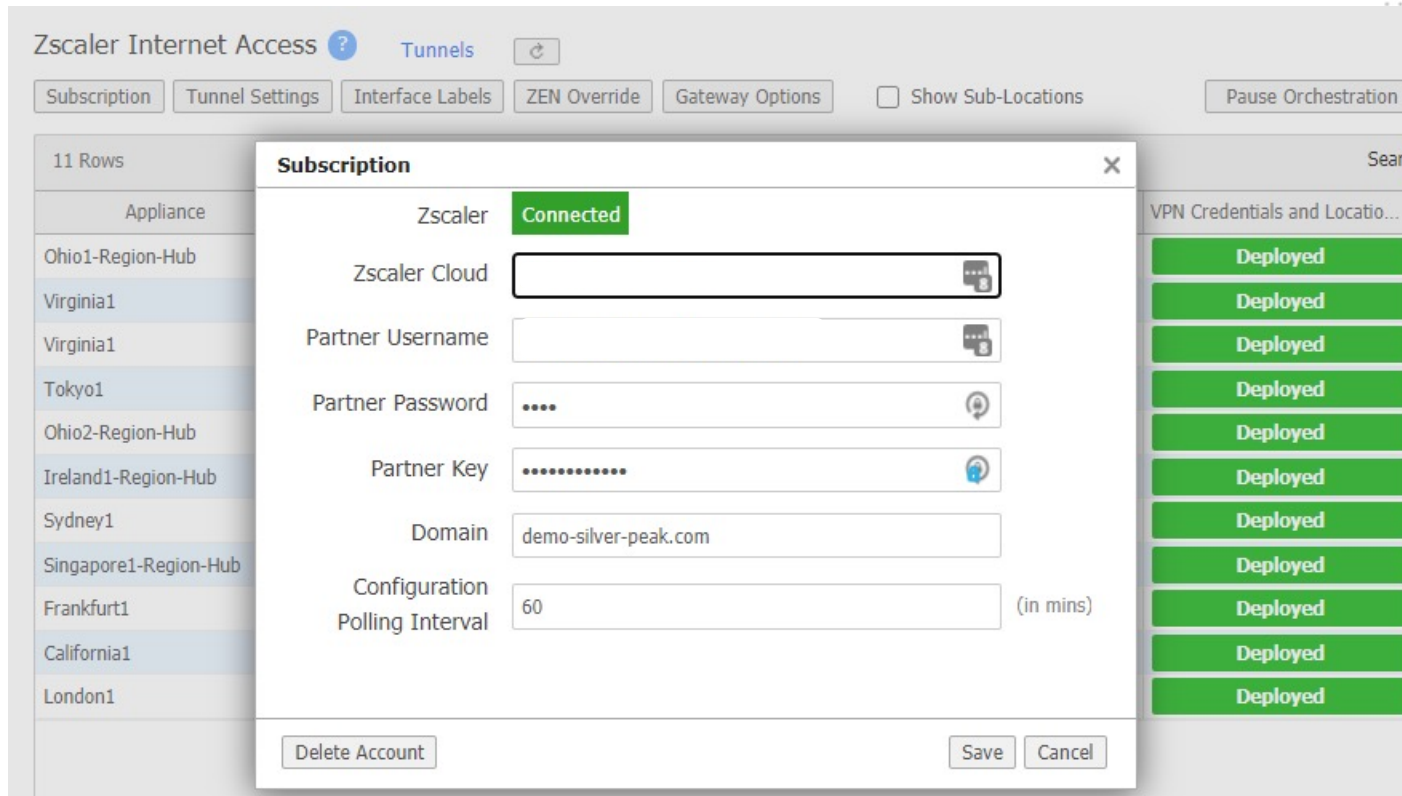 Zscaler Internet Access ? Tunnels
Subscription Tunnel Settings Interface Labels ZEN Override Gateway Options Show Sub-Locations Pause Orchestration
11 Rows Sear
Appliance VPN Credentials and Locatio...
Ohio1-Region-Hub Deployed
Virginia1 Deployed
Virginia1 Deployed
Tokyo1 Deployed
Ohio2-Region-Hub Deployed
Ireland1-Region-Hub Deployed
Sydney1 Deployed
Singapore1-Region-Hub Deployed
Frankfurt1 Deployed
California1 Deployed
London1 Deployed
Subscription
Zscaler Connected
Zscaler Cloud
Partner Username
Partner Password ••••
Partner Key ••••••••••••
Domain demo-silver-peak.com
Configuration
Polling Interval 60 (in mins)
Delete Account Save Cancel